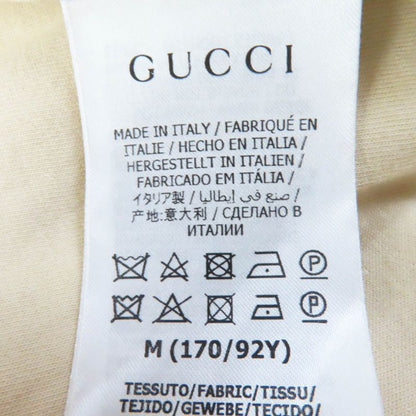 GUCCI
MADE IN ITALY / FABRIQUÉ EN
ITALIE / HECHO EN ITALIA /
HERGESTELLT IN ITALIEN /
FABRICADO EM ITÁLIA /
イタリア製 / صنع في إيطاليا /
产地:意大利 / СДЕЛАНО В
ИТАЛИИ
P
P
M (170/92Y)
TESSUTO/FABRIC/TISSU/
TEJIDO/GEWEBE/TECIDO/